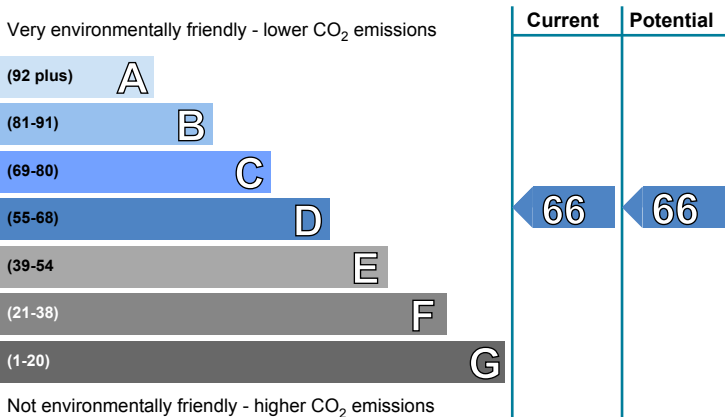 Current Potential
Very environmentally friendly - lower CO2 emissions
(92 plus) A
(81-91) B
(69-80) C
(55-68) D 66 66
(39-54 E
(21-38) F
(1-20) G
Not environmentally friendly - higher CO2 emissions